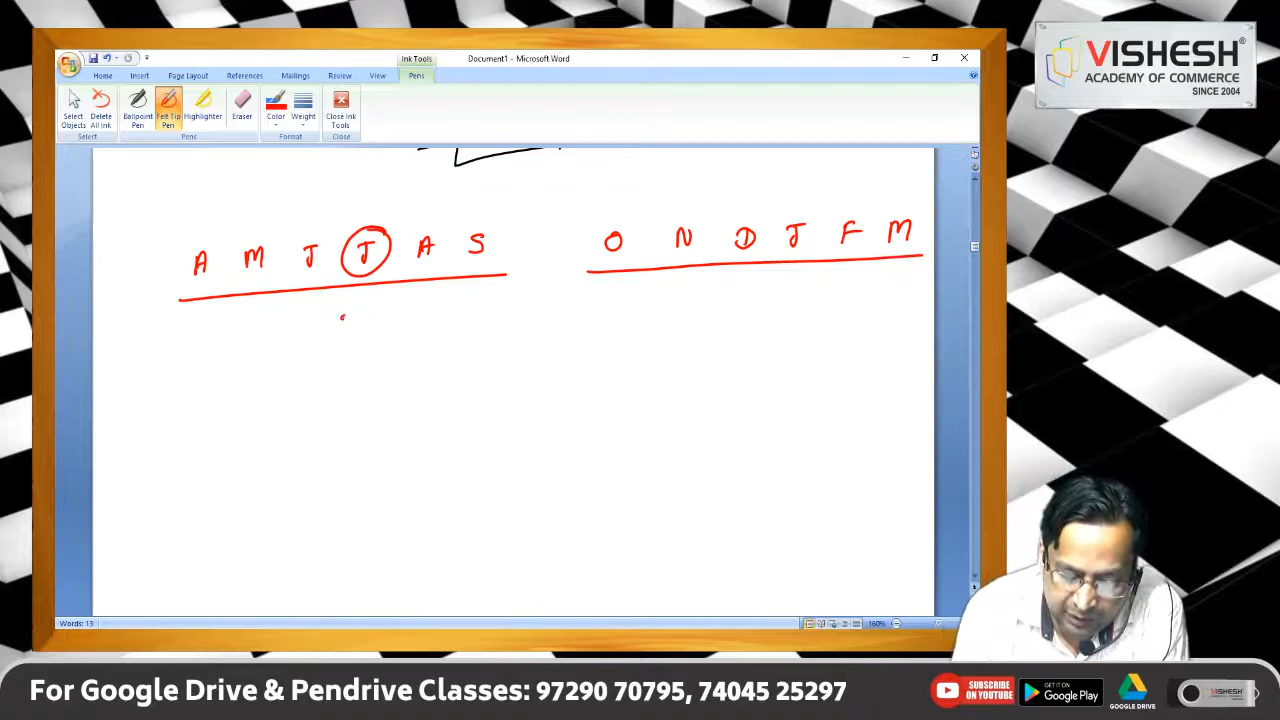 Ink Tools
Document1 - Microsoft Word
Home Insert Page Layout References Mailings Review View Pens
Select Objects
Delete All Ink
Ballpoint Pen
Felt Tip Pen
Highlighter
Eraser
Color
Weight
Close Ink Tools
Select Pens Format Close
VISHESH®
ACADEMY OF COMMERCE
SINCE 2004
A M J J A S O N D J F M
Words: 13
160%
For Google Drive & Pendrive Classes: 97290 70795, 74045 25297
SUBSCRIBE
ON YOUTUBE
GET IT ON
Google Play
GOOGLE DRIVE
VISHESH